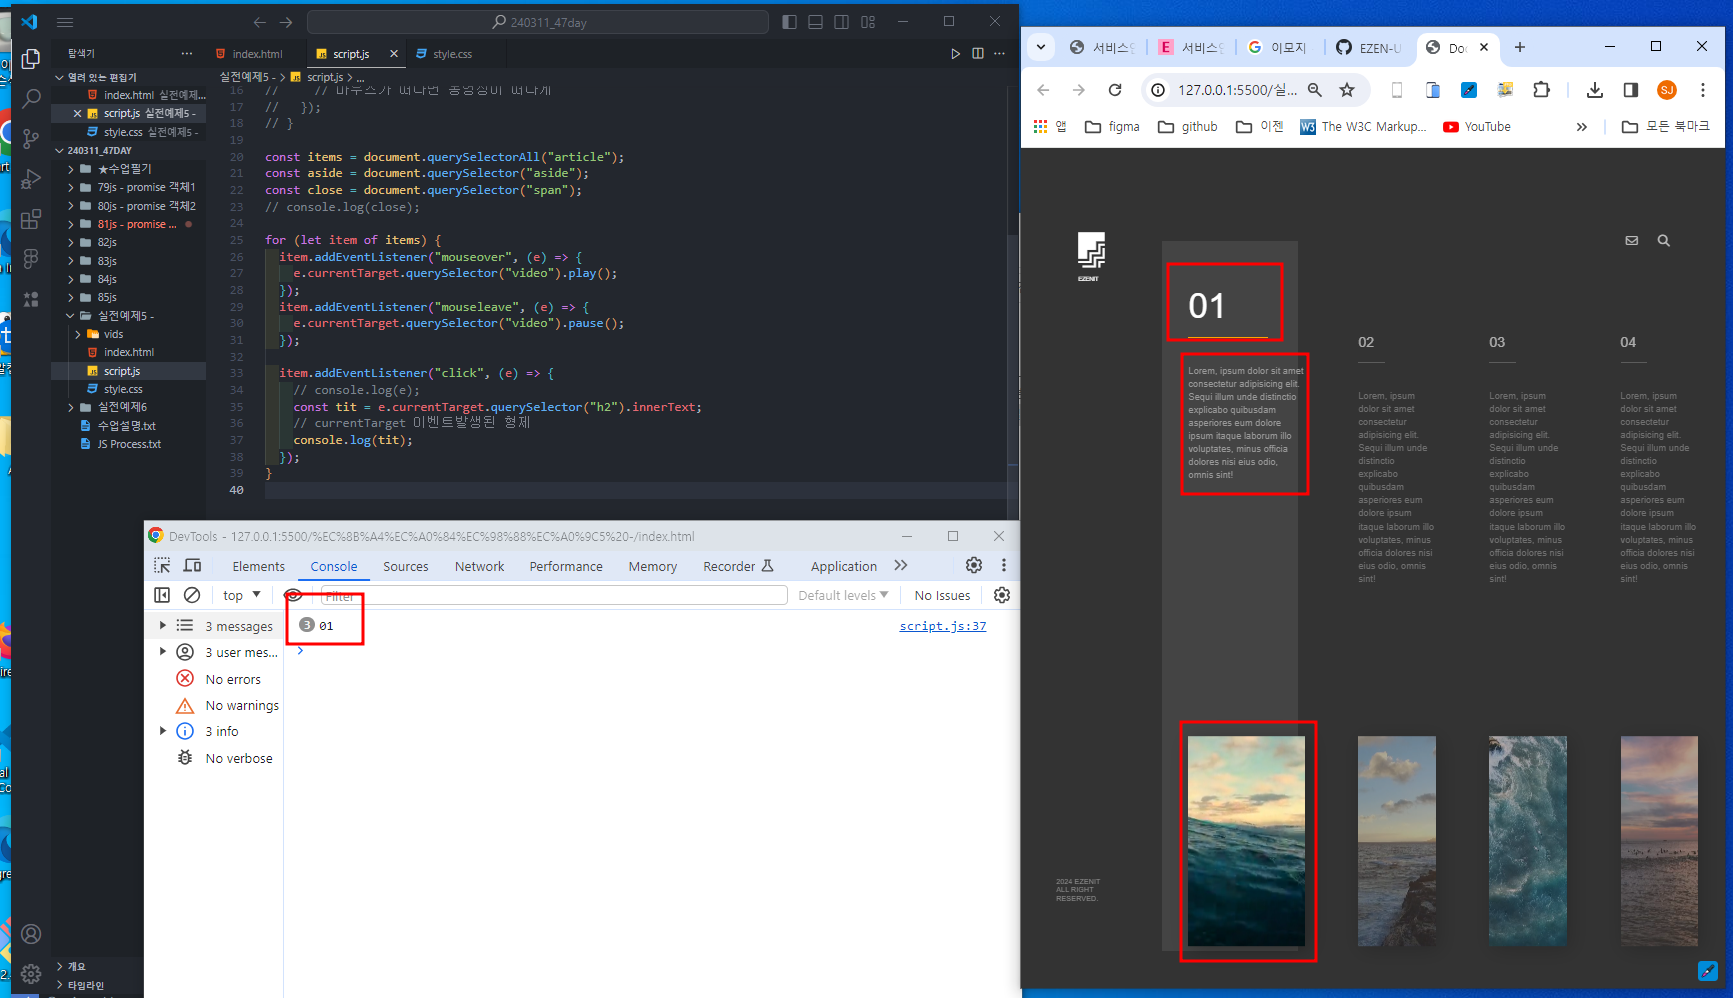 240311_47day
탐색기
index.html
script.js
style.css
열려 있는 편집기
index.html 실전예제...
script.js 실전예제5 -
style.css 실전예제5 -
240311_47DAY
★수업필기
79js - promise 객체1
80js - promise 객체2
81js - promise ...
82js
83js
84js
85js
실전예제5 -
vids
index.html
script.js
style.css
실전예제6
수업설명.txt
JS Process.txt
개요
타임라인
실전예제5 - > script.js > ...
16 // // 마우스가 떠나면 동영상이 떠나게
17 // });
18 // }
19
20 const items = document.querySelectorAll("article");
21 const aside = document.querySelector("aside");
22 const close = document.querySelector("span");
23 // console.log(close);
24
25 for (let item of items) {
26 item.addEventListener("mouseover", (e) => {
27 e.currentTarget.querySelector("video").play();
28 });
29 item.addEventListener("mouseleave", (e) => {
30 e.currentTarget.querySelector("video").pause();
31 });
32
33 item.addEventListener("click", (e) => {
34 // console.log(e);
35 const tit = e.currentTarget.querySelector("h2").innerText;
36 // currentTarget 이벤트발생된 형제
37 console.log(tit);
38 });
39 }
40
DevTools - 127.0.0.1:5500/%EC%8B%A4%EC%A0%84%EC%98%88%EC%A0%9C5%20-/index.html
Elements
Console
Sources
Network
Performance
Memory
Recorder
Application
top
Filter
Default levels
No Issues
3 messages
3 user mes...
No errors
No warnings
3 info
No verbose
3 01
script.js:37
서비스인
서비스인
이모지
EZEN-U
Doc
127.0.0.1:5500/실...
SJ
앱
figma
github
이젠
W3
The W3C Markup...
YouTube
모든 북마크
EZENIT
01
Lorem, ipsum dolor sit amet
consectetur adipisicing elit.
Sequi illum unde distinctio
explicabo quibusdam
asperiores eum dolore
ipsum itaque laborum illo
voluptates, minus officia
dolores nisi eius odio,
omnis sint!
02
Lorem, ipsum
dolor sit amet
consectetur
adipisicing elit.
Sequi illum unde
distinctio
explicabo
quibusdam
asperiores eum
dolore ipsum
itaque laborum illo
voluptates, minus
officia dolores nisi
eius odio, omnis
sint!
03
Lorem, ipsum
dolor sit amet
consectetur
adipisicing elit.
Sequi illum unde
distinctio
explicabo
quibusdam
asperiores eum
dolore ipsum
itaque laborum illo
voluptates, minus
officia dolores nisi
eius odio, omnis
sint!
04
Lorem, ipsum
dolor sit amet
consectetur
adipisicing elit.
Sequi illum unde
distinctio
explicabo
quibusdam
asperiores eum
dolore ipsum
itaque laborum illo
voluptates, minus
officia dolores nisi
eius odio, omnis
sint!
2024 EZENIT
ALL RIGHT
RESERVED.